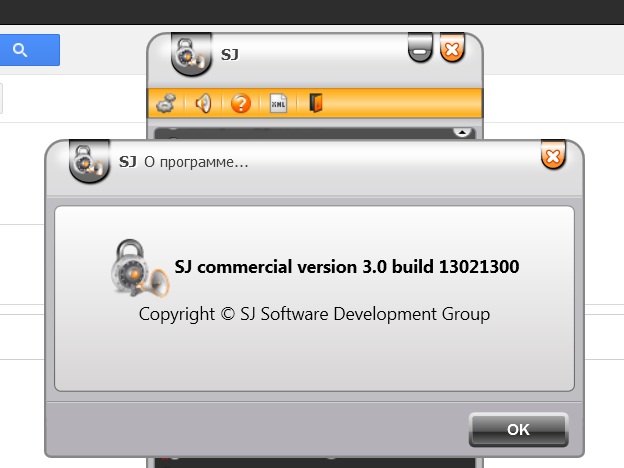 SJ
XML
SJ О программе...
SJ commercial version 3.0 build 13021300
Copyright © SJ Software Development Group
OK